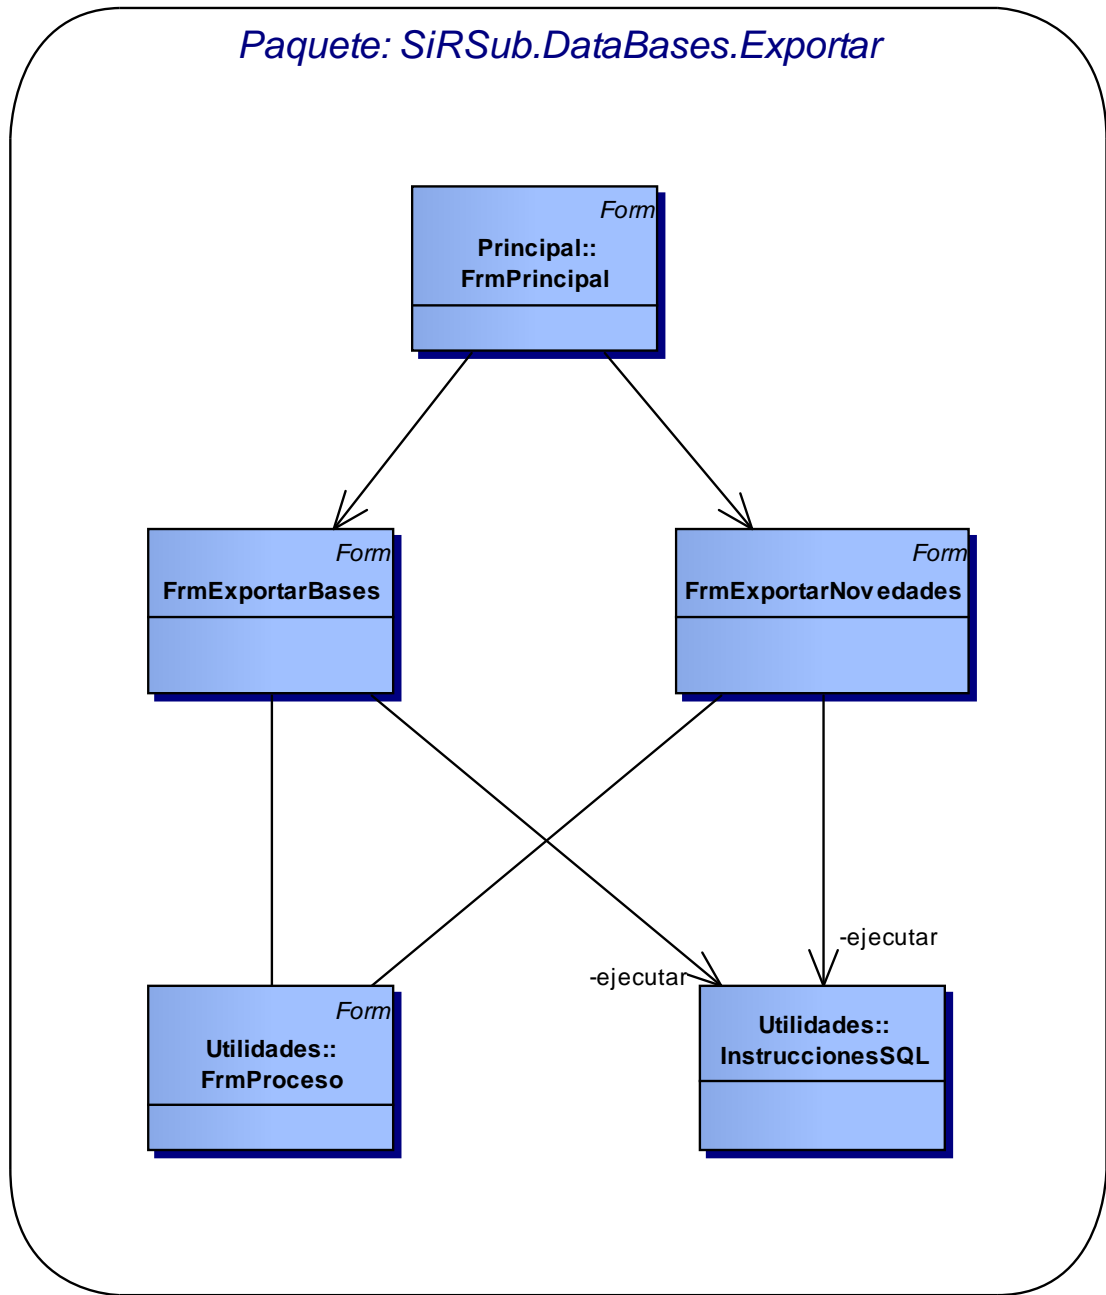 Paquete: SiRSub.DataBases.Exportar
Form
Principal::
FrmPrincipal
Form
FrmExportarBases
Form
FrmExportarNovedades
-ejecutar
-ejecutar
Form
Utilidades::
FrmProceso
Utilidades::
InstruccionesSQL